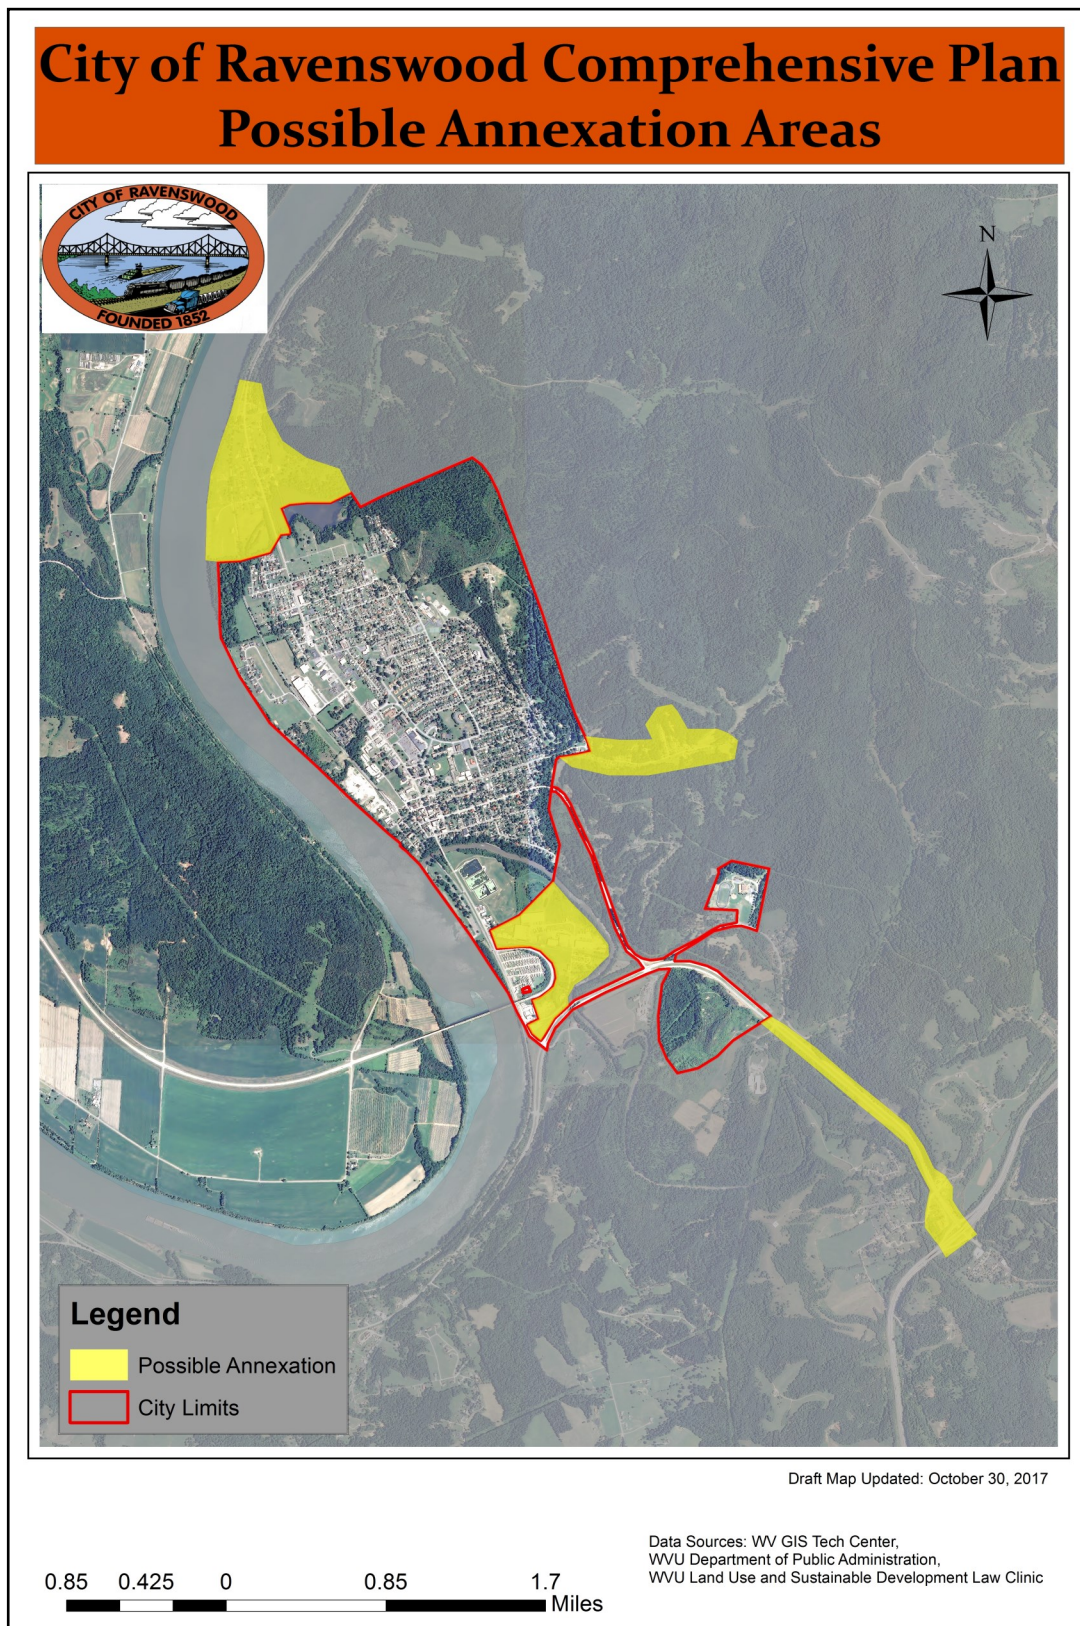 City of Ravenswood Comprehensive Plan
Possible Annexation Areas
CITY OF RAVENSWOOD
FOUNDED 1852
N
Legend
Possible Annexation
City Limits
Draft Map Updated: October 30, 2017
Data Sources: WV GIS Tech Center,
WVU Department of Public Administration,
WVU Land Use and Sustainable Development Law Clinic
0.85 0.425 0 0.85 1.7
Miles